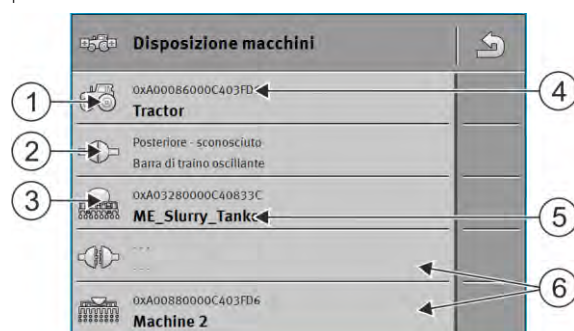 Disposizione macchini
0xA00086000C403FD
Tractor
Posteriore - sconosciuto
Barra di traino oscillante
0xA03280000C40833C
ME_Slurry_Tank
- - -
- - -
0xA00880000C403FD6
Machine 2
1
2
3
4
5
6